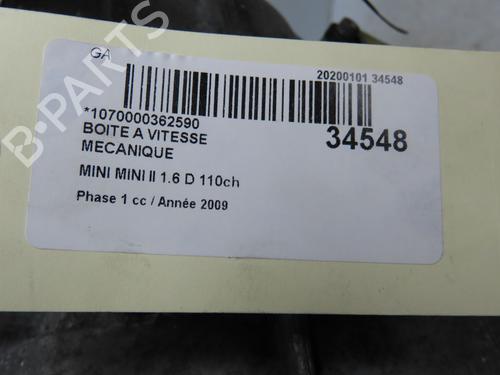 GA
20200101 34548
*1070000362590
34548
BOITE A VITESSE
MECANIQUE
MINI MINI II 1.6 D 110ch
Phase 1 cc / Année 2009
B-PARTS